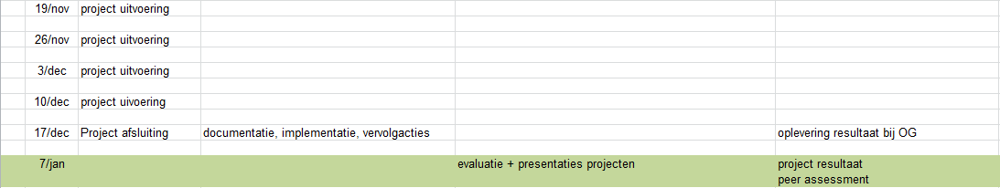 19/nov project uitvoering
26/nov project uitvoering
3/dec project uitvoering
10/dec project uivoering
17/dec Project afsluiting documentatie, implementatie, vervolgacties oplevering resultaat bij OG
7/jan evaluatie + presentaties projecten project resultaat
peer assessment